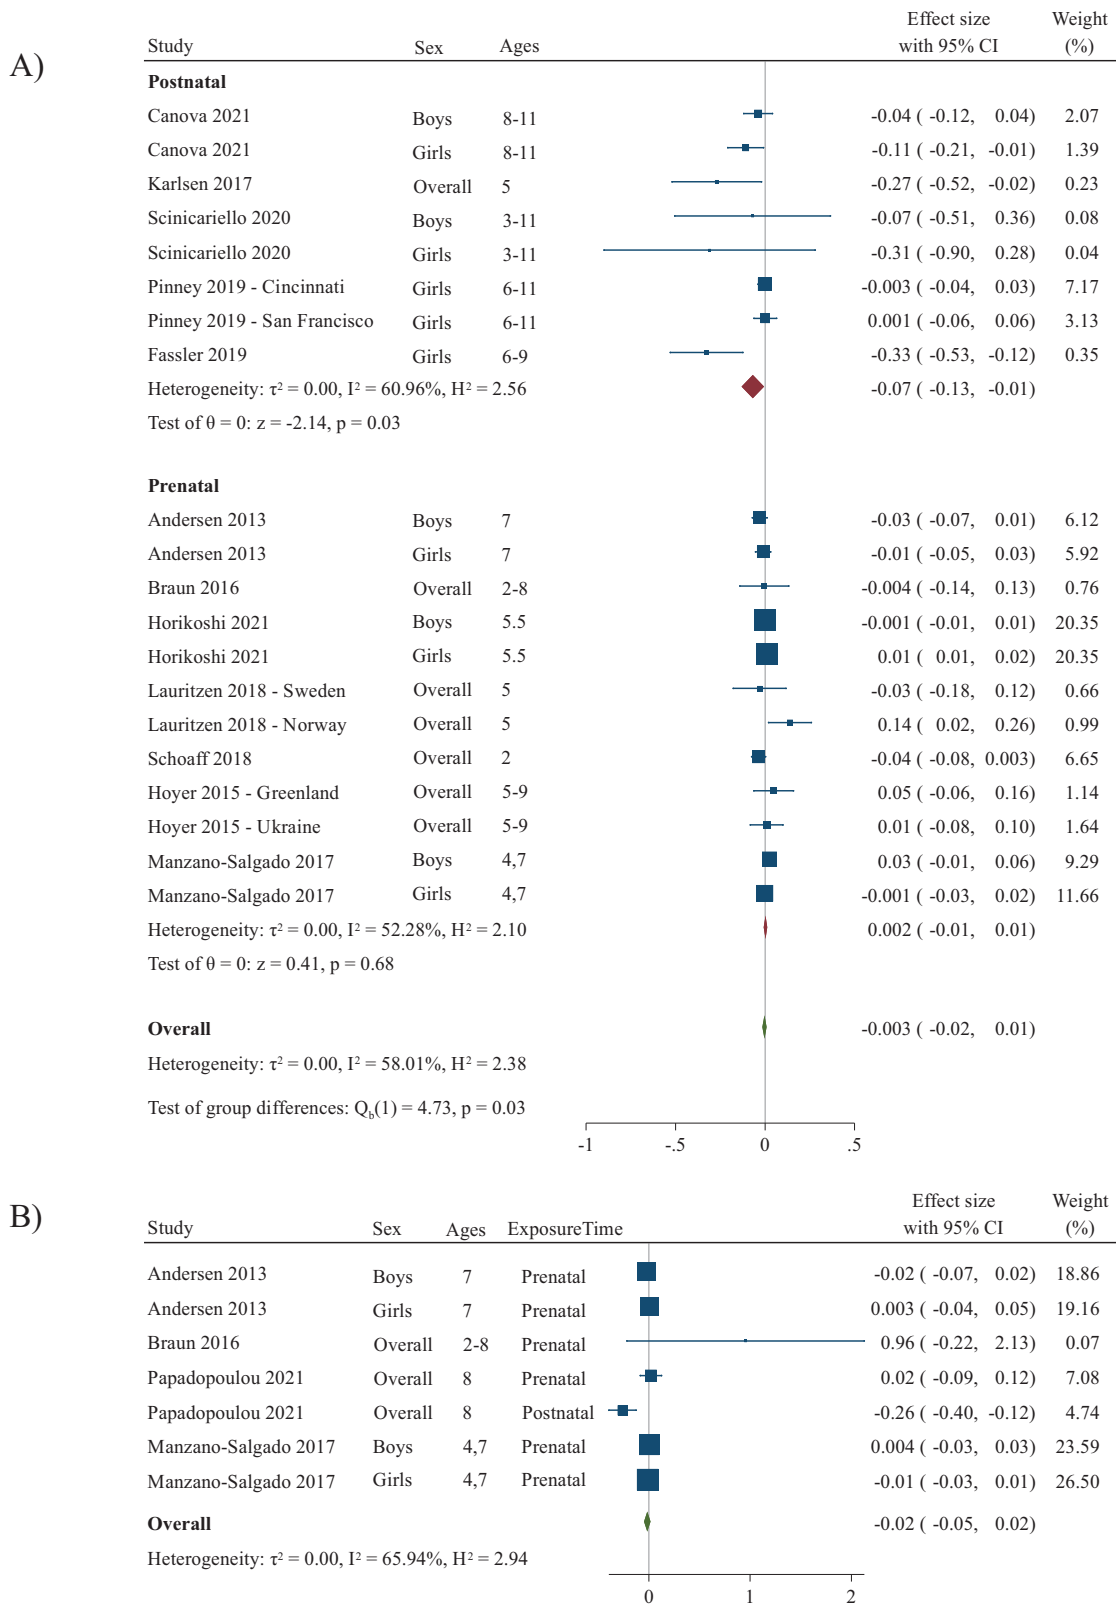 A)
Effect size Weight
Study Sex Ages with 95% CI (%)
Postnatal
Canova 2021 Boys 8-11 -0.04 ( -0.12, 0.04) 2.07
Canova 2021 Girls 8-11 -0.11 ( -0.21, -0.01) 1.39
Karlsen 2017 Overall 5 -0.27 ( -0.52, -0.02) 0.23
Scinicariello 2020 Boys 3-11 -0.07 ( -0.51, 0.36) 0.08
Scinicariello 2020 Girls 3-11 -0.31 ( -0.90, 0.28) 0.04
Pinney 2019 - Cincinnati Girls 6-11 -0.003 ( -0.04, 0.03) 7.17
Pinney 2019 - San Francisco Girls 6-11 0.001 ( -0.06, 0.06) 3.13
Fassler 2019 Girls 6-9 -0.33 ( -0.53, -0.12) 0.35
Heterogeneity: τ² = 0.00, I² = 60.96%, H² = 2.56 -0.07 ( -0.13, -0.01)
Test of θ = 0: z = -2.14, p = 0.03
Prenatal
Andersen 2013 Boys 7 -0.03 ( -0.07, 0.01) 6.12
Andersen 2013 Girls 7 -0.01 ( -0.05, 0.03) 5.92
Braun 2016 Overall 2-8 -0.004 ( -0.14, 0.13) 0.76
Horikoshi 2021 Boys 5.5 -0.001 ( -0.01, 0.01) 20.35
Horikoshi 2021 Girls 5.5 0.01 ( 0.01, 0.02) 20.35
Lauritzen 2018 - Sweden Overall 5 -0.03 ( -0.18, 0.12) 0.66
Lauritzen 2018 - Norway Overall 5 0.14 ( 0.02, 0.26) 0.99
Schoaff 2018 Overall 2 -0.04 ( -0.08, 0.003) 6.65
Hoyer 2015 - Greenland Overall 5-9 0.05 ( -0.06, 0.16) 1.14
Hoyer 2015 - Ukraine Overall 5-9 0.01 ( -0.08, 0.10) 1.64
Manzano-Salgado 2017 Boys 4,7 0.03 ( -0.01, 0.06) 9.29
Manzano-Salgado 2017 Girls 4,7 -0.001 ( -0.03, 0.02) 11.66
Heterogeneity: τ² = 0.00, I² = 52.28%, H² = 2.10 0.002 ( -0.01, 0.01)
Test of θ = 0: z = 0.41, p = 0.68
Overall -0.003 ( -0.02, 0.01)
Heterogeneity: τ² = 0.00, I² = 58.01%, H² = 2.38
Test of group differences: Q_b(1) = 4.73, p = 0.03
-1 -.5 0 .5
B)
Effect size Weight
Study Sex Ages ExposureTime with 95% CI (%)
Andersen 2013 Boys 7 Prenatal -0.02 ( -0.07, 0.02) 18.86
Andersen 2013 Girls 7 Prenatal 0.003 ( -0.04, 0.05) 19.16
Braun 2016 Overall 2-8 Prenatal 0.96 ( -0.22, 2.13) 0.07
Papadopoulou 2021 Overall 8 Prenatal 0.02 ( -0.09, 0.12) 7.08
Papadopoulou 2021 Overall 8 Postnatal -0.26 ( -0.40, -0.12) 4.74
Manzano-Salgado 2017 Boys 4,7 Prenatal 0.004 ( -0.03, 0.03) 23.59
Manzano-Salgado 2017 Girls 4,7 Prenatal -0.01 ( -0.03, 0.01) 26.50
Overall -0.02 ( -0.05, 0.02)
Heterogeneity: τ² = 0.00, I² = 65.94%, H² = 2.94
0 1 2